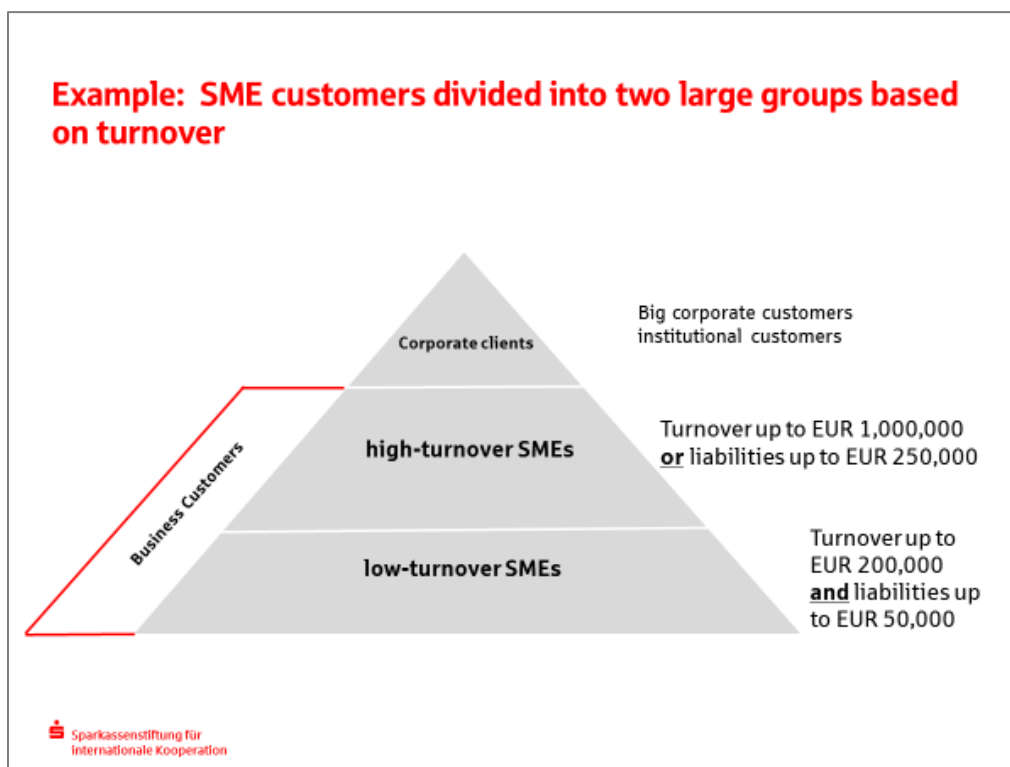 Example: SME customers divided into two large groups based
on turnover
Corporate clients
Big corporate customers
institutional customers
Business Customers
high-turnover SMEs
Turnover up to EUR 1,000,000
or liabilities up to EUR 250,000
low-turnover SMEs
Turnover up to
EUR 200,000
and liabilities up
to EUR 50,000
Sparkassenstiftung für
internationale Kooperation